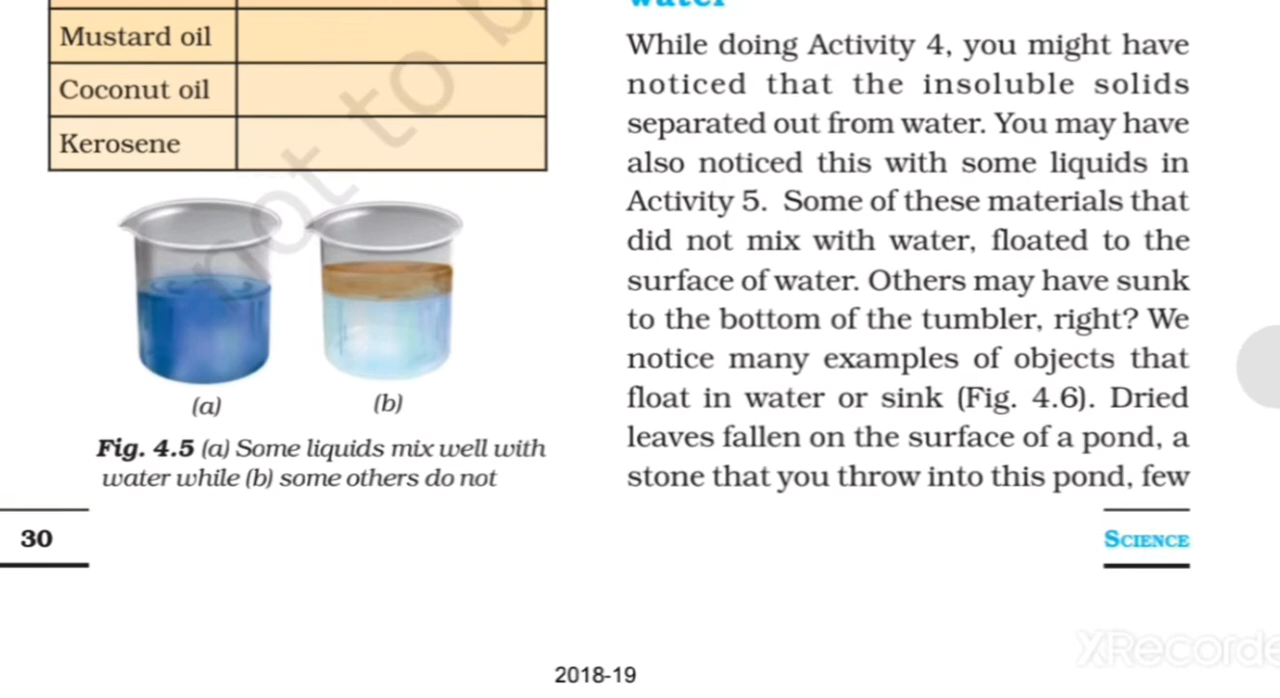 Mustard oil
Coconut oil
Kerosene
not to b
(a)
(b)
Fig. 4.5 (a) Some liquids mix well with
water while (b) some others do not
30
water
While doing Activity 4, you might have
noticed that the insoluble solids
separated out from water. You may have
also noticed this with some liquids in
Activity 5. Some of these materials that
did not mix with water, floated to the
surface of water. Others may have sunk
to the bottom of the tumbler, right? We
notice many examples of objects that
float in water or sink (Fig. 4.6). Dried
leaves fallen on the surface of a pond, a
stone that you throw into this pond, few
SCIENCE
2018-19
XRecorde